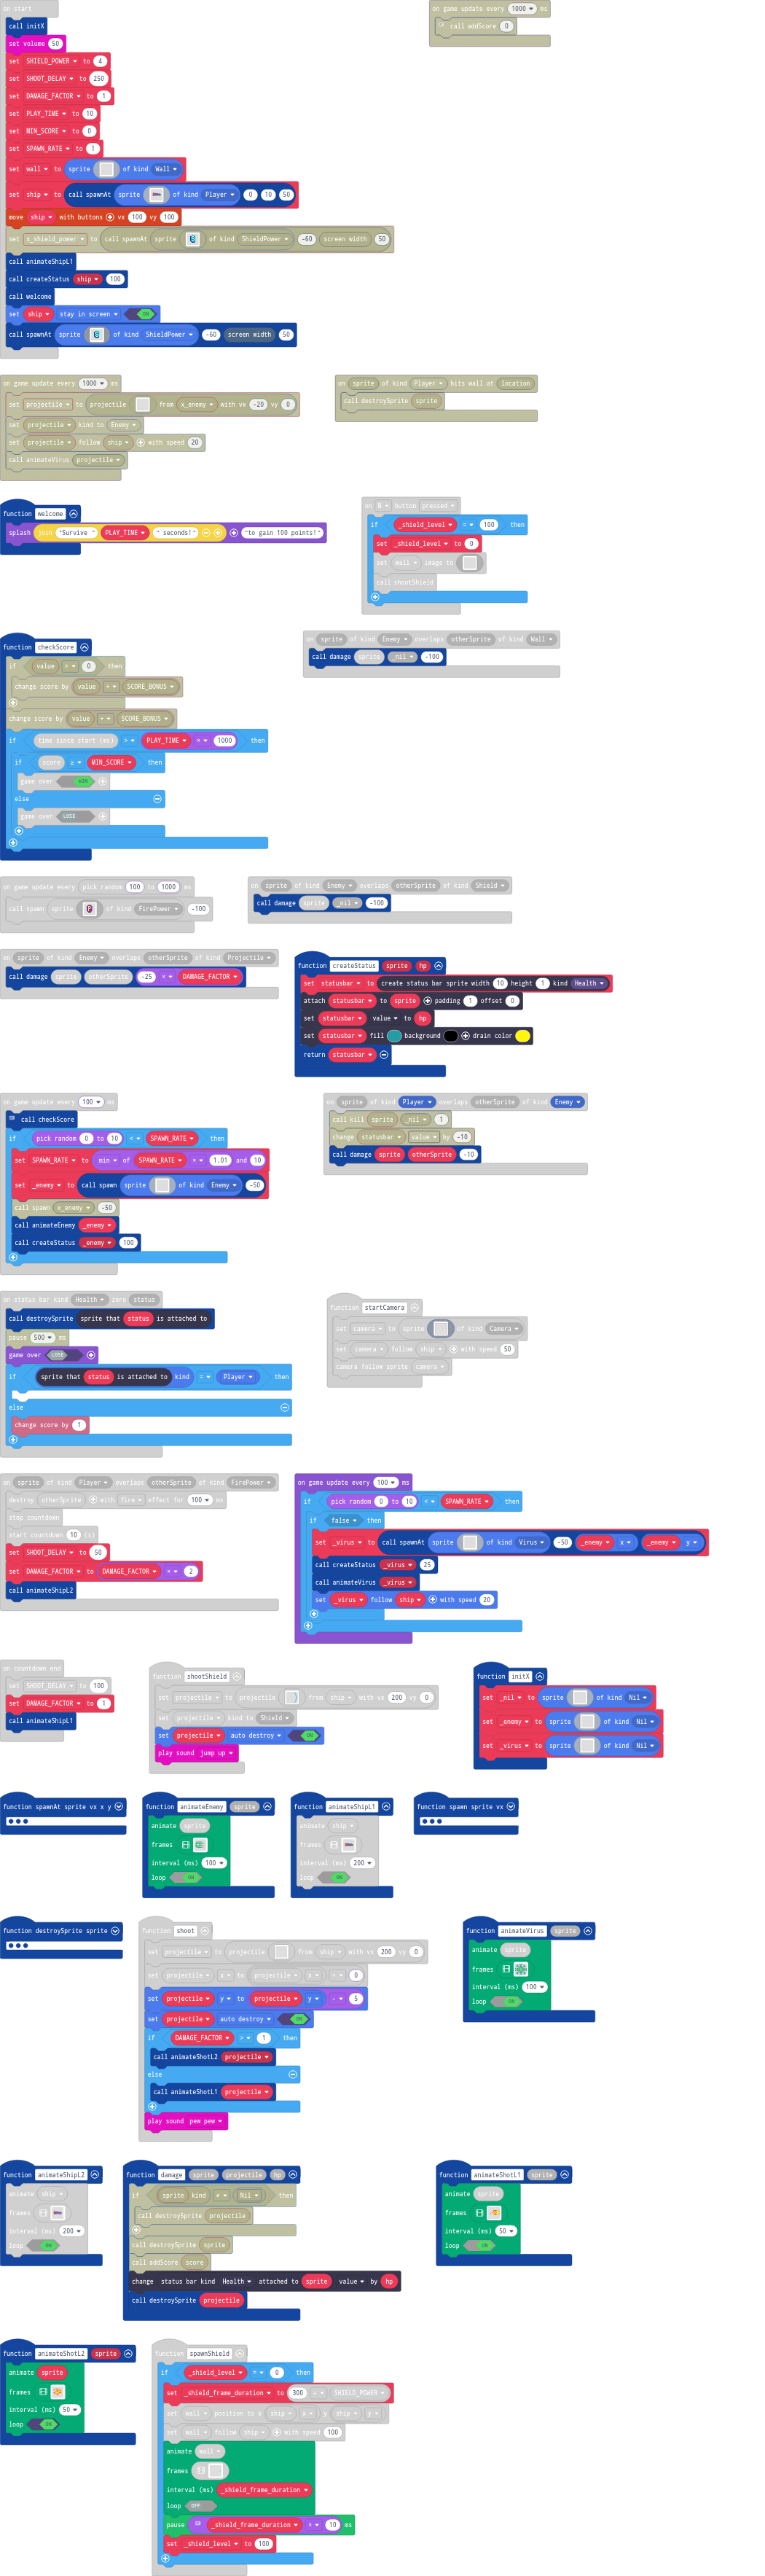 on start
call initX
set volume 50
set SHIELD_POWER to 4
set SHOOT_DELAY to 250
set DAMAGE_FACTOR to 1
set PLAY_TIME to 10
set MIN_SCORE to 0
set SPAWN_RATE to 1
set wall to sprite of kind Wall
set ship to call spawnAt sprite of kind Player 0 10 50
move ship with buttons vx 100 vy 100
set x_shield_power to call spawnAt sprite of kind ShieldPower -60 screen width 50
call animateShipL1
call createStatus ship 100
call welcome
set ship stay in screen ON
call spawnAt sprite of kind ShieldPower -60 screen width 50
on game update every 1000 ms
call addScore 0
on game update every 1000 ms
set projectile to projectile from x_enemy with vx -20 vy 0
set projectile kind to Enemy
set projectile follow ship with speed 20
call animateVirus projectile
on sprite of kind Player hits wall at location
call destroySprite sprite
function welcome
splash join "Survive " PLAY_TIME " seconds!" "to gain 100 points!"
on B button pressed
if _shield_level = 100 then
set _shield_level to 0
set wall image to
call shootShield
function checkScore
if value > 0 then
change score by value + SCORE_BONUS
change score by value + SCORE_BONUS
if time since start (ms) > PLAY_TIME × 1000 then
if score ≥ MIN_SCORE then
game over WIN
else
game over LOSE
on sprite of kind Enemy overlaps otherSprite of kind Wall
call damage sprite _nil -100
on game update every pick random 100 to 1000 ms
call spawn sprite of kind FirePower -100
on sprite of kind Enemy overlaps otherSprite of kind Shield
call damage sprite _nil -100
on sprite of kind Enemy overlaps otherSprite of kind Projectile
call damage sprite otherSprite -25 × DAMAGE_FACTOR
function createStatus sprite hp
set statusbar to create status bar sprite width 10 height 1 kind Health
attach statusbar to sprite padding 1 offset 0
set statusbar value to hp
set statusbar fill background drain color
return statusbar
on game update every 100 ms
call checkScore
if pick random 0 to 10 < SPAWN_RATE then
set SPAWN_RATE to min of SPAWN_RATE × 1.01 and 10
set _enemy to call spawn sprite of kind Enemy -50
call spawn x_enemy -50
call animateEnemy _enemy
call createStatus _enemy 100
on sprite of kind Player overlaps otherSprite of kind Enemy
call kill sprite _nil 1
change statusbar value by -10
call damage sprite otherSprite -10
on status bar kind Health zero status
call destroySprite sprite that status is attached to
pause 500 ms
game over LOSE
if sprite that status is attached to kind = Player then
else
change score by 1
function startCamera
set camera to sprite of kind Camera
set camera follow ship with speed 50
camera follow sprite camera
on sprite of kind Player overlaps otherSprite of kind FirePower
destroy otherSprite with fire effect for 100 ms
stop countdown
start countdown 10 (s)
set SHOOT_DELAY to 50
set DAMAGE_FACTOR to DAMAGE_FACTOR × 2
call animateShipL2
on game update every 100 ms
if pick random 0 to 10 < SPAWN_RATE then
if false then
set _virus to call spawnAt sprite of kind Virus -50 _enemy x _enemy y
call createStatus _virus 25
call animateVirus _virus
set _virus follow ship with speed 20
on countdown end
set SHOOT_DELAY to 100
set DAMAGE_FACTOR to 1
call animateShipL1
function shootShield
set projectile to projectile from ship with vx 200 vy 0
set projectile kind to Shield
set projectile auto destroy ON
play sound jump up
function initX
set _nil to sprite of kind Nil
set _enemy to sprite of kind Nil
set _virus to sprite of kind Nil
function spawnAt sprite vx x y
function animateEnemy sprite
animate sprite
frames
interval (ms) 100
loop ON
function animateShipL1
animate ship
frames
interval (ms) 200
loop ON
function spawn sprite vx
function destroySprite sprite
function shoot
set projectile to projectile from ship with vx 200 vy 0
set projectile x to projectile x + 0
set projectile y to projectile y - 5
set projectile auto destroy ON
if DAMAGE_FACTOR > 1 then
call animateShotL2 projectile
else
call animateShotL1 projectile
play sound pew pew
function animateVirus sprite
animate sprite
frames
interval (ms) 100
loop ON
function animateShipL2
animate ship
frames
interval (ms) 200
loop ON
function damage sprite projectile hp
if sprite kind ≠ Nil then
call destroySprite projectile
call destroySprite sprite
call addScore score
change status bar kind Health attached to sprite value by hp
call destroySprite projectile
function animateShotL1 sprite
animate sprite
frames
interval (ms) 50
loop ON
function animateShotL2 sprite
animate sprite
frames
interval (ms) 50
loop ON
function spawnShield
if _shield_level = 0 then
set _shield_frame_duration to 300 ÷ SHIELD_POWER
set wall position to x ship x y ship y
set wall follow ship with speed 100
animate wall
frames
interval (ms) _shield_frame_duration
loop OFF
pause _shield_frame_duration × 10 ms
set _shield_level to 100